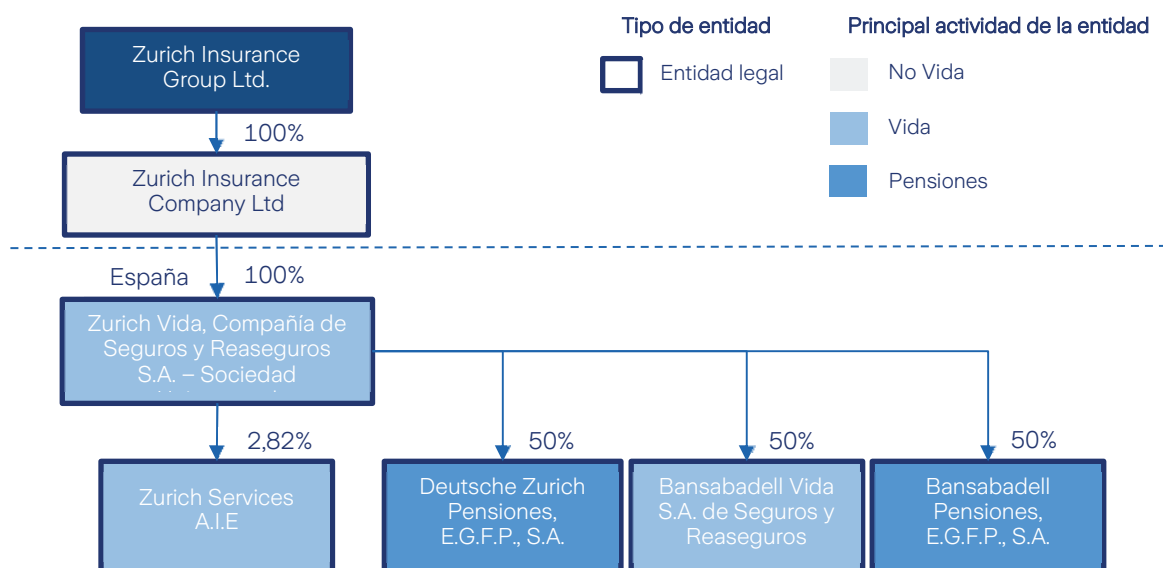 Tipo de entidad
Principal actividad de la entidad
Zurich Insurance
Group Ltd.
Entidad legal
No Vida
100%
Vida
Zurich Insurance
Company Ltd
Pensiones
España
100%
Zurich Vida, Compañía de
Seguros y Reaseguros
S.A. – Sociedad
2,82%
50%
50%
50%
Zurich Services
A.I.E
Deutsche Zurich
Pensiones,
E.G.F.P., S.A.
Bansabadell Vida
S.A. de Seguros y
Reaseguros
Bansabadell
Pensiones,
E.G.F.P., S.A.